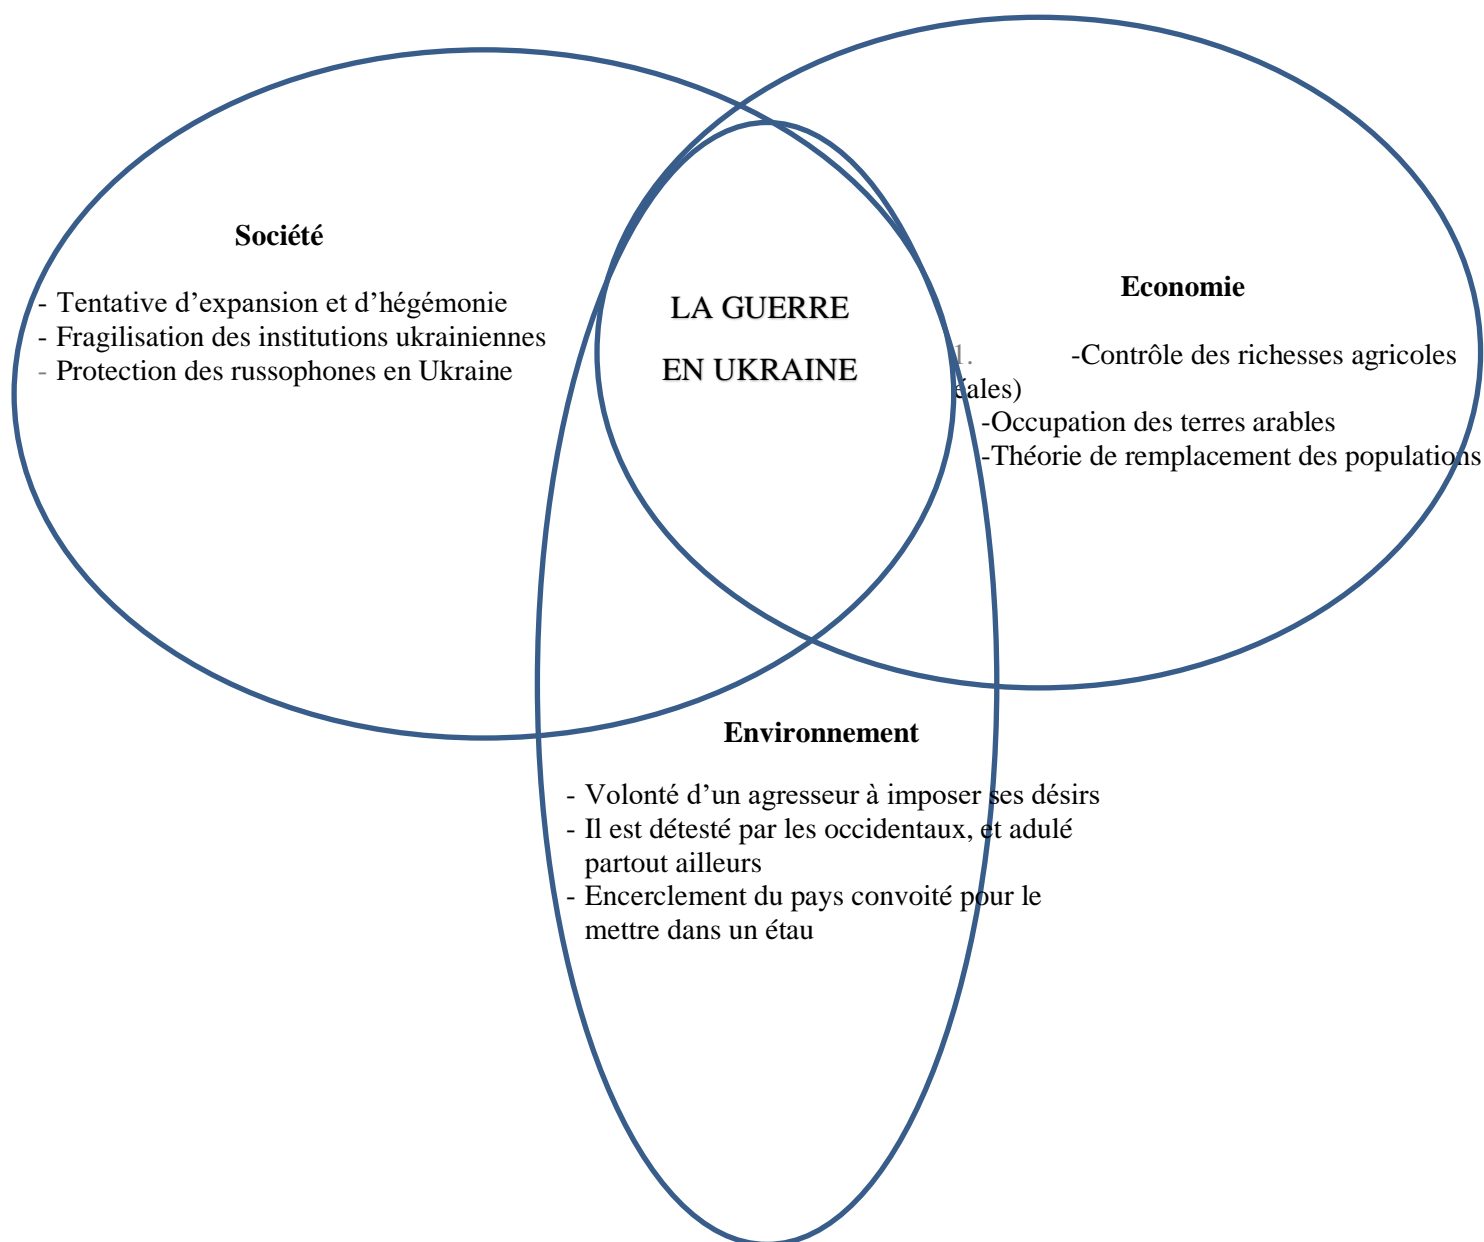 Société
- Tentative d’expansion et d’hégémonie
- Fragilisation des institutions ukrainiennes
- Protection des russophones en Ukraine
LA GUERRE
EN UKRAINE
Economie
1. -Contrôle des richesses agricoles
éales)
-Occupation des terres arables
-Théorie de remplacement des populations
Environnement
- Volonté d’un agresseur à imposer ses désirs
- Il est détesté par les occidentaux, et adulé
partout ailleurs
- Encerclement du pays convoité pour le
mettre dans un étau